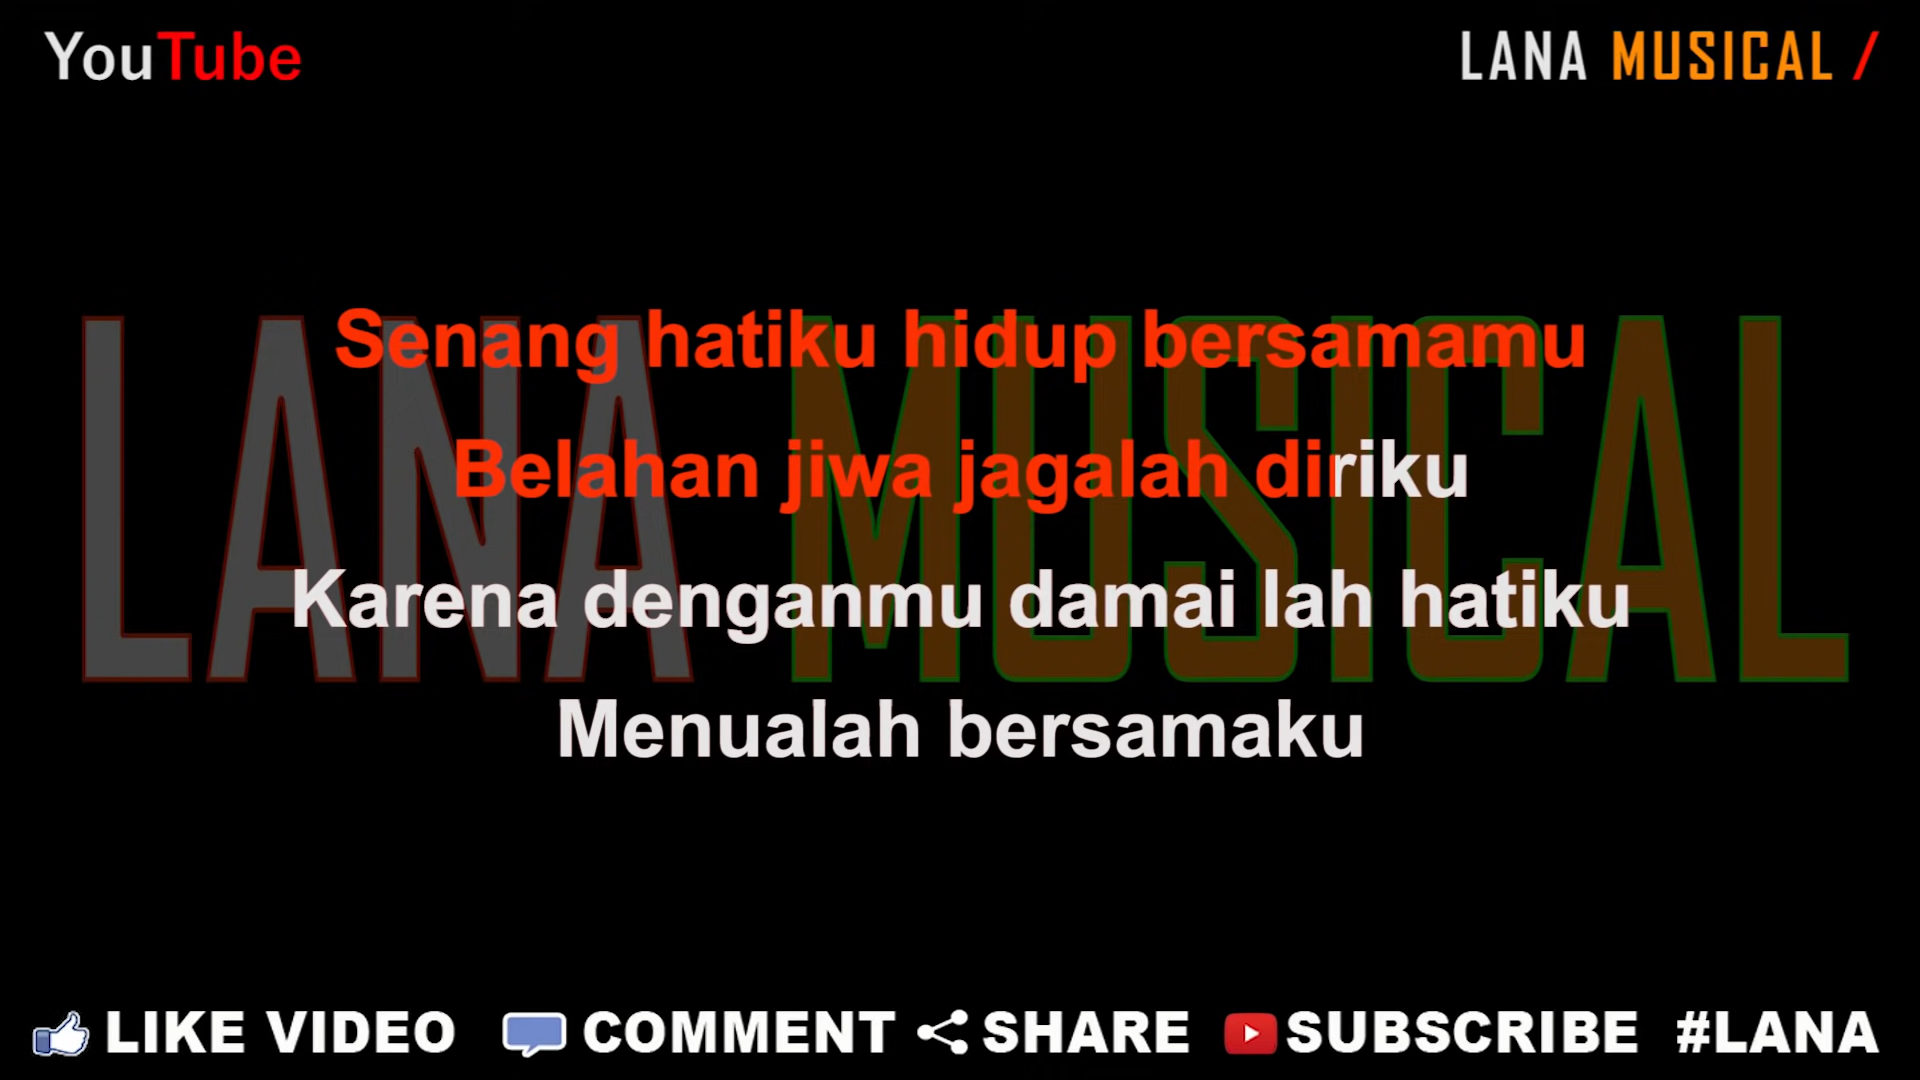 YouTube
LANA MUSICAL /
LANA MUSICAL
Senang hatiku hidup bersamamu
Belahan jiwa jagalah diriku
Karena denganmu damai lah hatiku
Menualah bersamaku
LIKE VIDEO COMMENT SHARE SUBSCRIBE #LANA